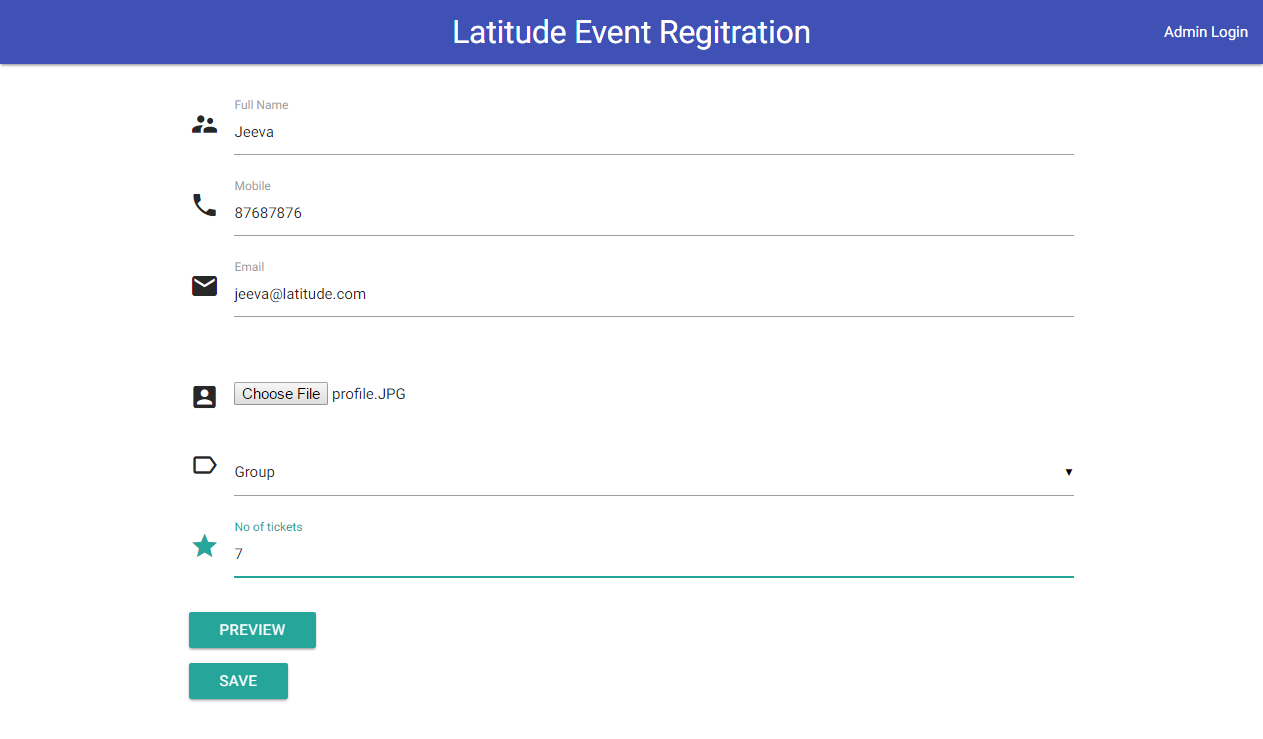 Latitude Event Regitration
Admin Login
Full Name
Jeeva
Mobile
87687876
Email
jeeva@latitude.com
Choose File profile.JPG
Group
No of tickets
7
PREVIEW
SAVE